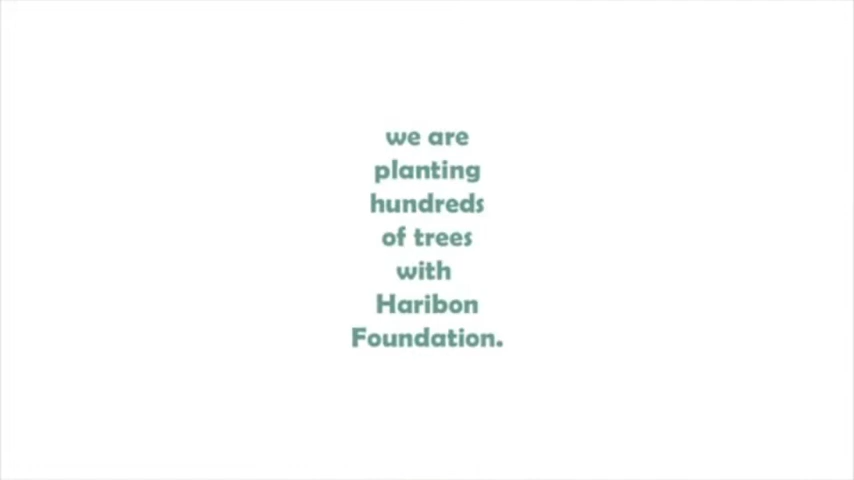 we are
planting
hundreds
of trees
with
Haribon
Foundation.